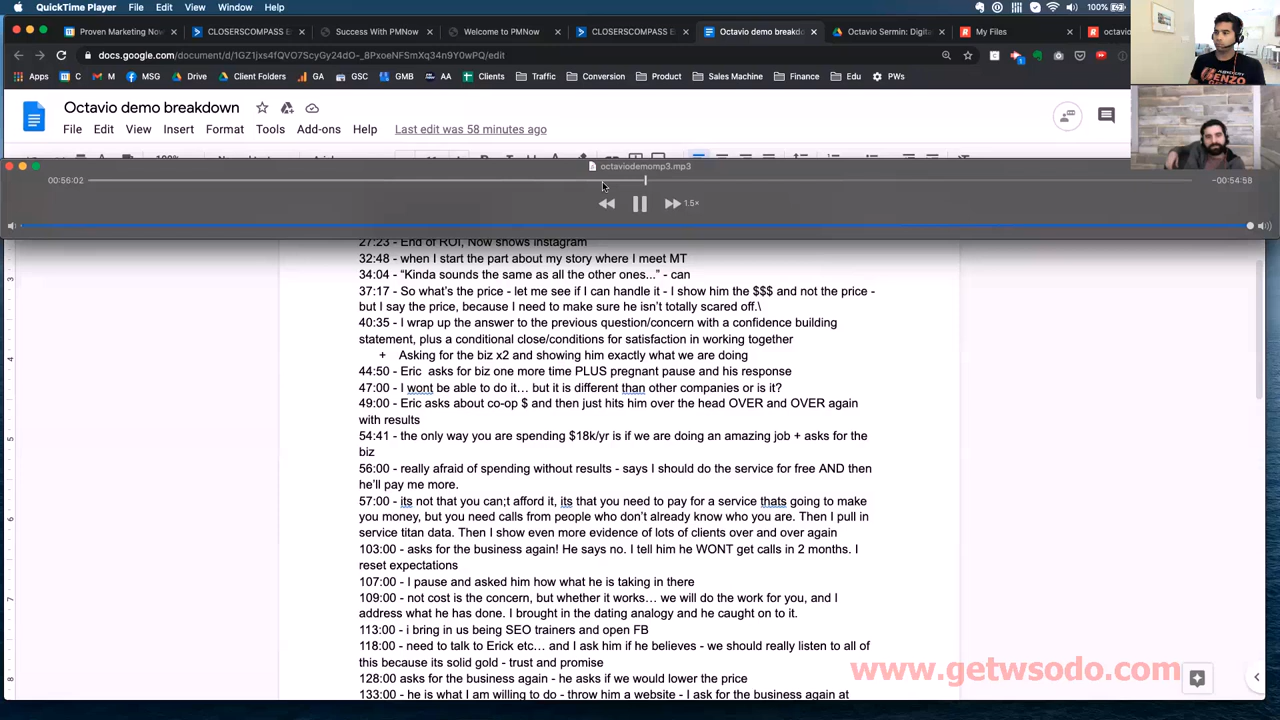 QuickTime Player File Edit View Window Help 100%
Proven Marketing Now CLOSERSCOMPASS E Success With PMNow Welcome to PMNow CLOSERSCOMPASS E Octavio demo breakdo Octavio Sermin: Digita My Files octavi
docs.google.com/document/d/1GZ1jxs4fQVO7ScyGy24dO-_8PxoeNFSmXq34n9Y0wPQ/edit
Apps C M MSG Drive Client Folders GA GSC GMB AA Clients Traffic Conversion Product Sales Machine Finance Edu PWs
Octavio demo breakdown
File Edit View Insert Format Tools Add-ons Help Last edit was 58 minutes ago
octaviodemomp3.mp3
00:56:02 -00:54:58
1.5×
27:23 - End of ROI, Now shows instagram
32:48 - when I start the part about my story where I meet MT
34:04 - “Kinda sounds the same as all the other ones...” - can
37:17 - So what’s the price - let me see if I can handle it - I show him the $$$ and not the price -
but I say the price, because I need to make sure he isn’t totally scared off.\
40:35 - I wrap up the answer to the previous question/concern with a confidence building
statement, plus a conditional close/conditions for satisfaction in working together
+ Asking for the biz x2 and showing him exactly what we are doing
44:50 - Eric asks for biz one more time PLUS pregnant pause and his response
47:00 - I wont be able to do it… but it is different than other companies or is it?
49:00 - Eric asks about co-op $ and then just hits him over the head OVER and OVER again
with results
54:41 - the only way you are spending $18k/yr is if we are doing an amazing job + asks for the
biz
56:00 - really afraid of spending without results - says I should do the service for free AND then
he’ll pay me more.
57:00 - its not that you can;t afford it, its that you need to pay for a service thats going to make
you money, but you need calls from people who don’t already know who you are. Then I pull in
service titan data. Then I show even more evidence of lots of clients over and over again
103:00 - asks for the business again! He says no. I tell him he WONT get calls in 2 months. I
reset expectations
107:00 - I pause and asked him how what he is taking in there
109:00 - not cost is the concern, but whether it works… we will do the work for you, and I
address what he has done. I brought in the dating analogy and he caught on to it.
113:00 - i bring in us being SEO trainers and open FB
118:00 - need to talk to Erick etc… and I ask him if he believes - we should really listen to all of
this because its solid gold - trust and promise
128:00 asks for the business again - he asks if we would lower the price
133:00 - he is what I am willing to do - throw him a website - I ask for the business again at
3
4
5
6
7
8
www.getwsodo.com